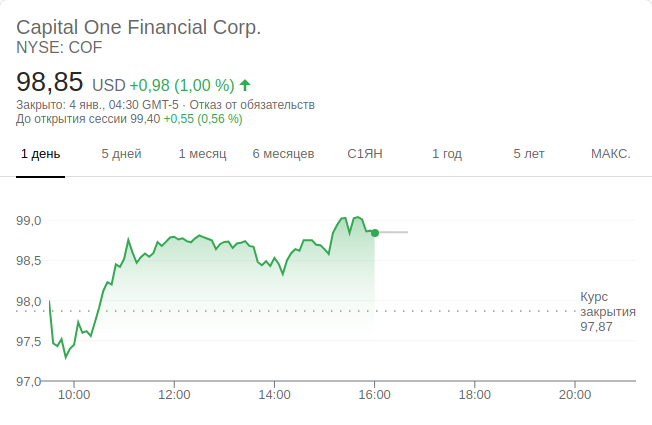 Capital One Financial Corp.
NYSE: COF
98,85 USD +0,98 (1,00 %)
Закрыто: 4 янв., 04:30 GMT-5 · Отказ от обязательств
До открытия сессии 99,40 +0,55 (0,56 %)
1 день 5 дней 1 месяц 6 месяцев С1ЯН 1 год 5 лет МАКС.
99,0
98,5
98,0
97,5
97,0
Курс
закрытия
97,87
10:00 12:00 14:00 16:00 18:00 20:00